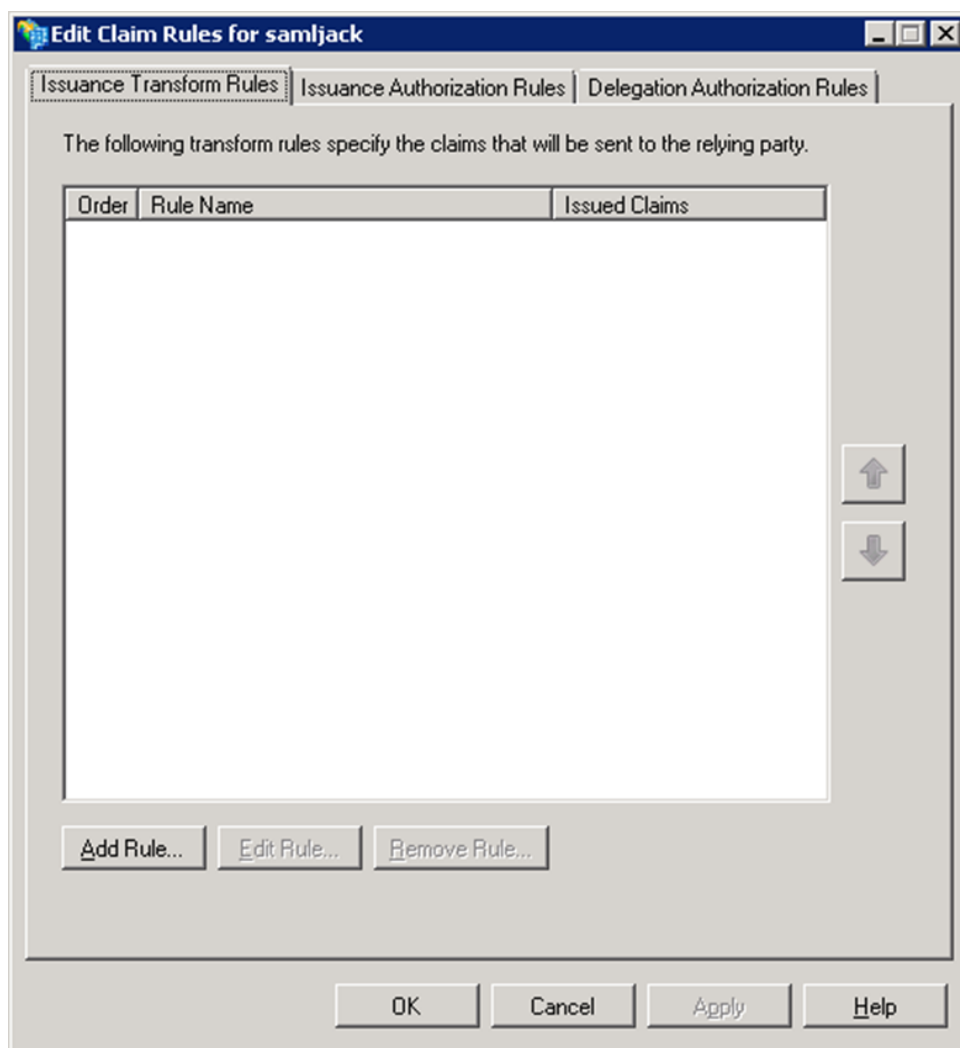 Edit Claim Rules for samljack
Issuance Transform Rules Issuance Authorization Rules Delegation Authorization Rules
The following transform rules specify the claims that will be sent to the relying party.
Order Rule Name Issued Claims
Add Rule... Edit Rule... Remove Rule...
OK Cancel Apply Help